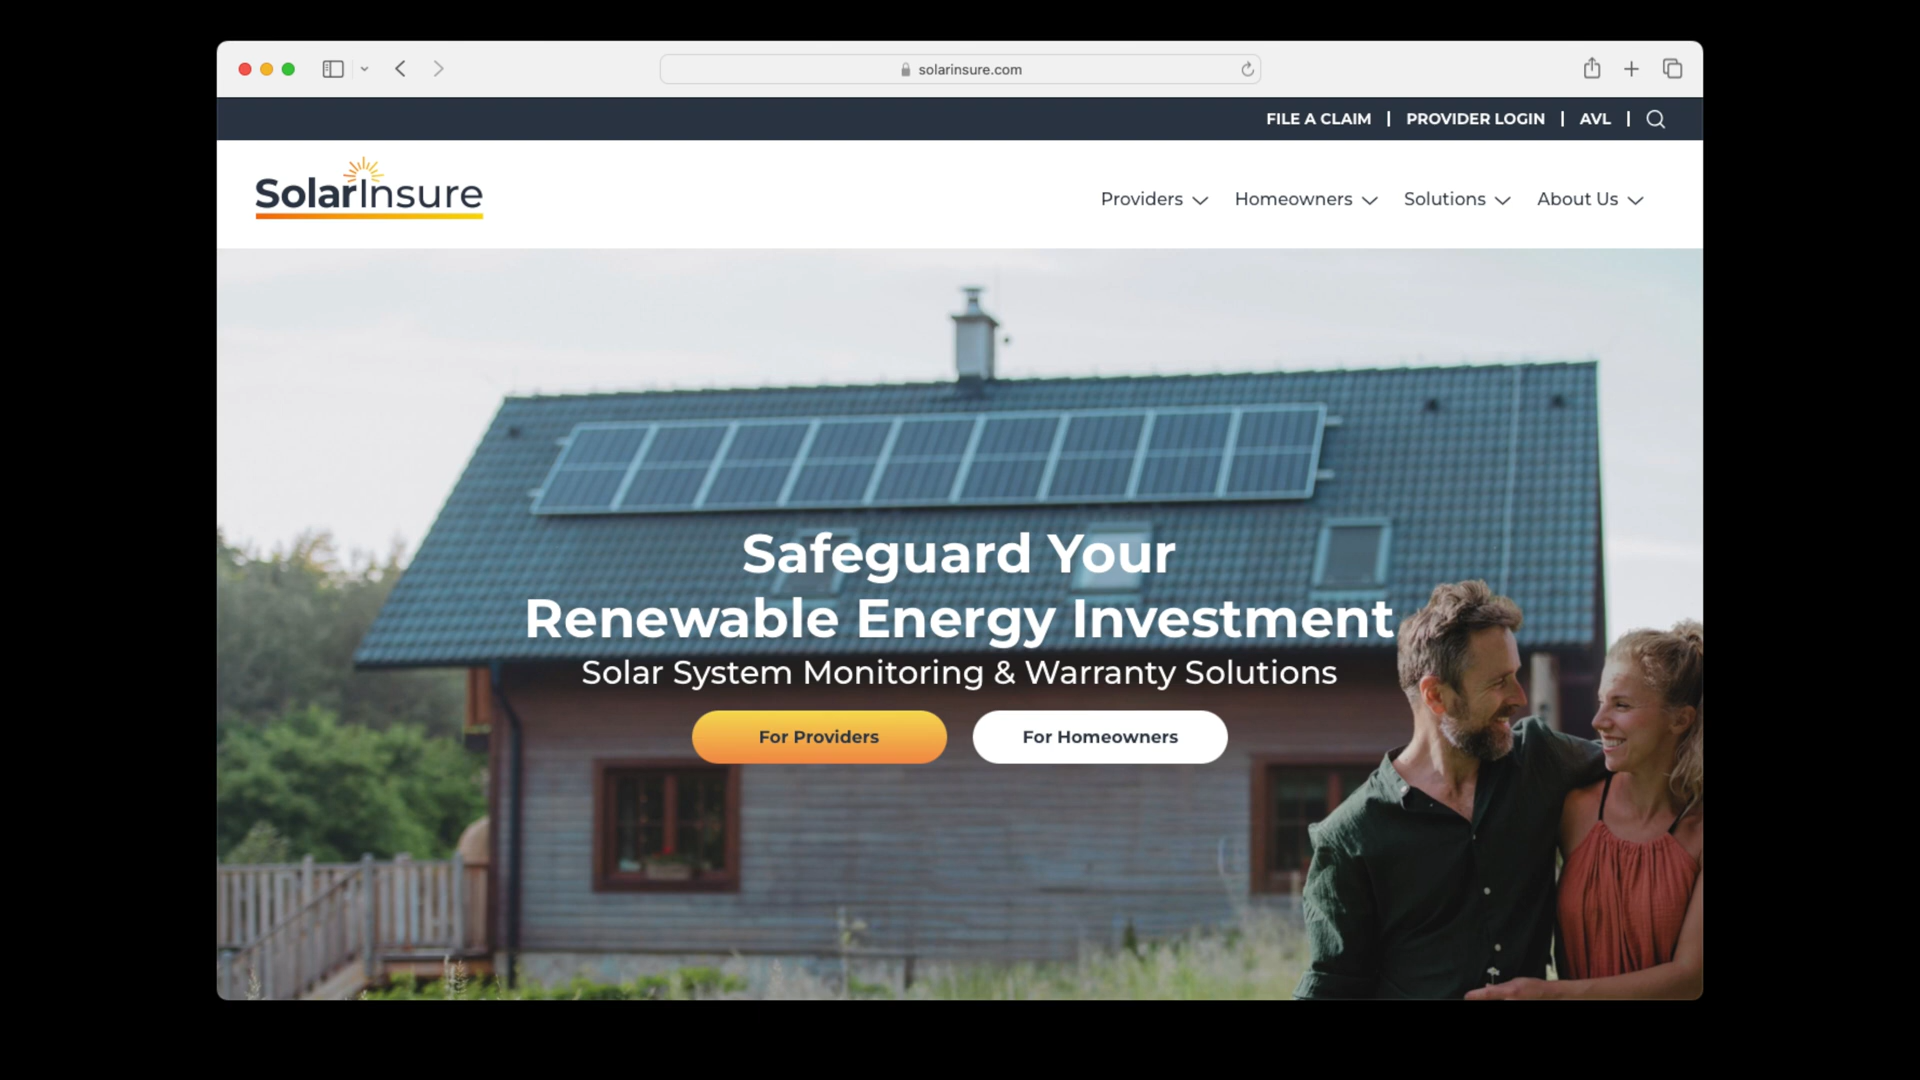 solarinsure.com
FILE A CLAIM | PROVIDER LOGIN | AVL |
SolarInsure
Providers Homeowners Solutions About Us
Safeguard Your
Renewable Energy Investment
Solar System Monitoring & Warranty Solutions
For Providers For Homeowners